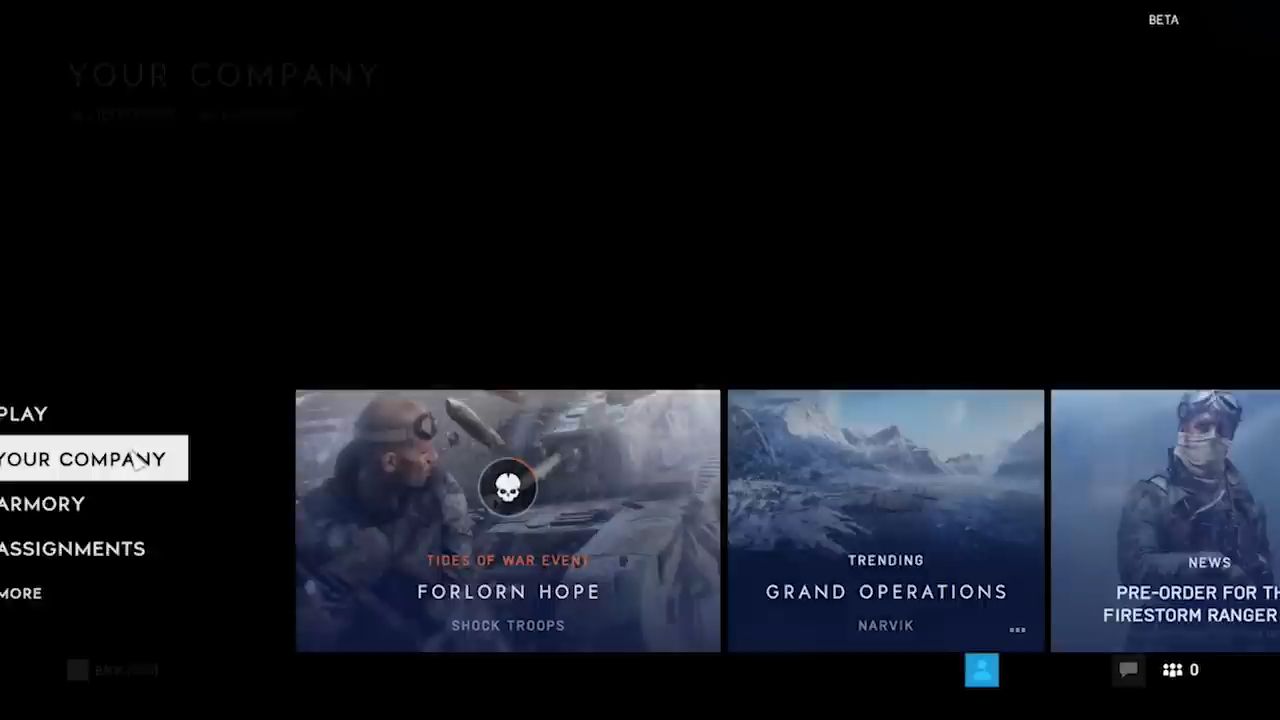 BETA
YOUR COMPANY
PLAY
YOUR COMPANY
ARMORY
ASSIGNMENTS
MORE
TIDES OF WAR EVENT
FORLORN HOPE
SHOCK TROOPS
TRENDING
GRAND OPERATIONS
NARVIK
NEWS
PRE-ORDER FOR TH
FIRESTORM RANGER
0